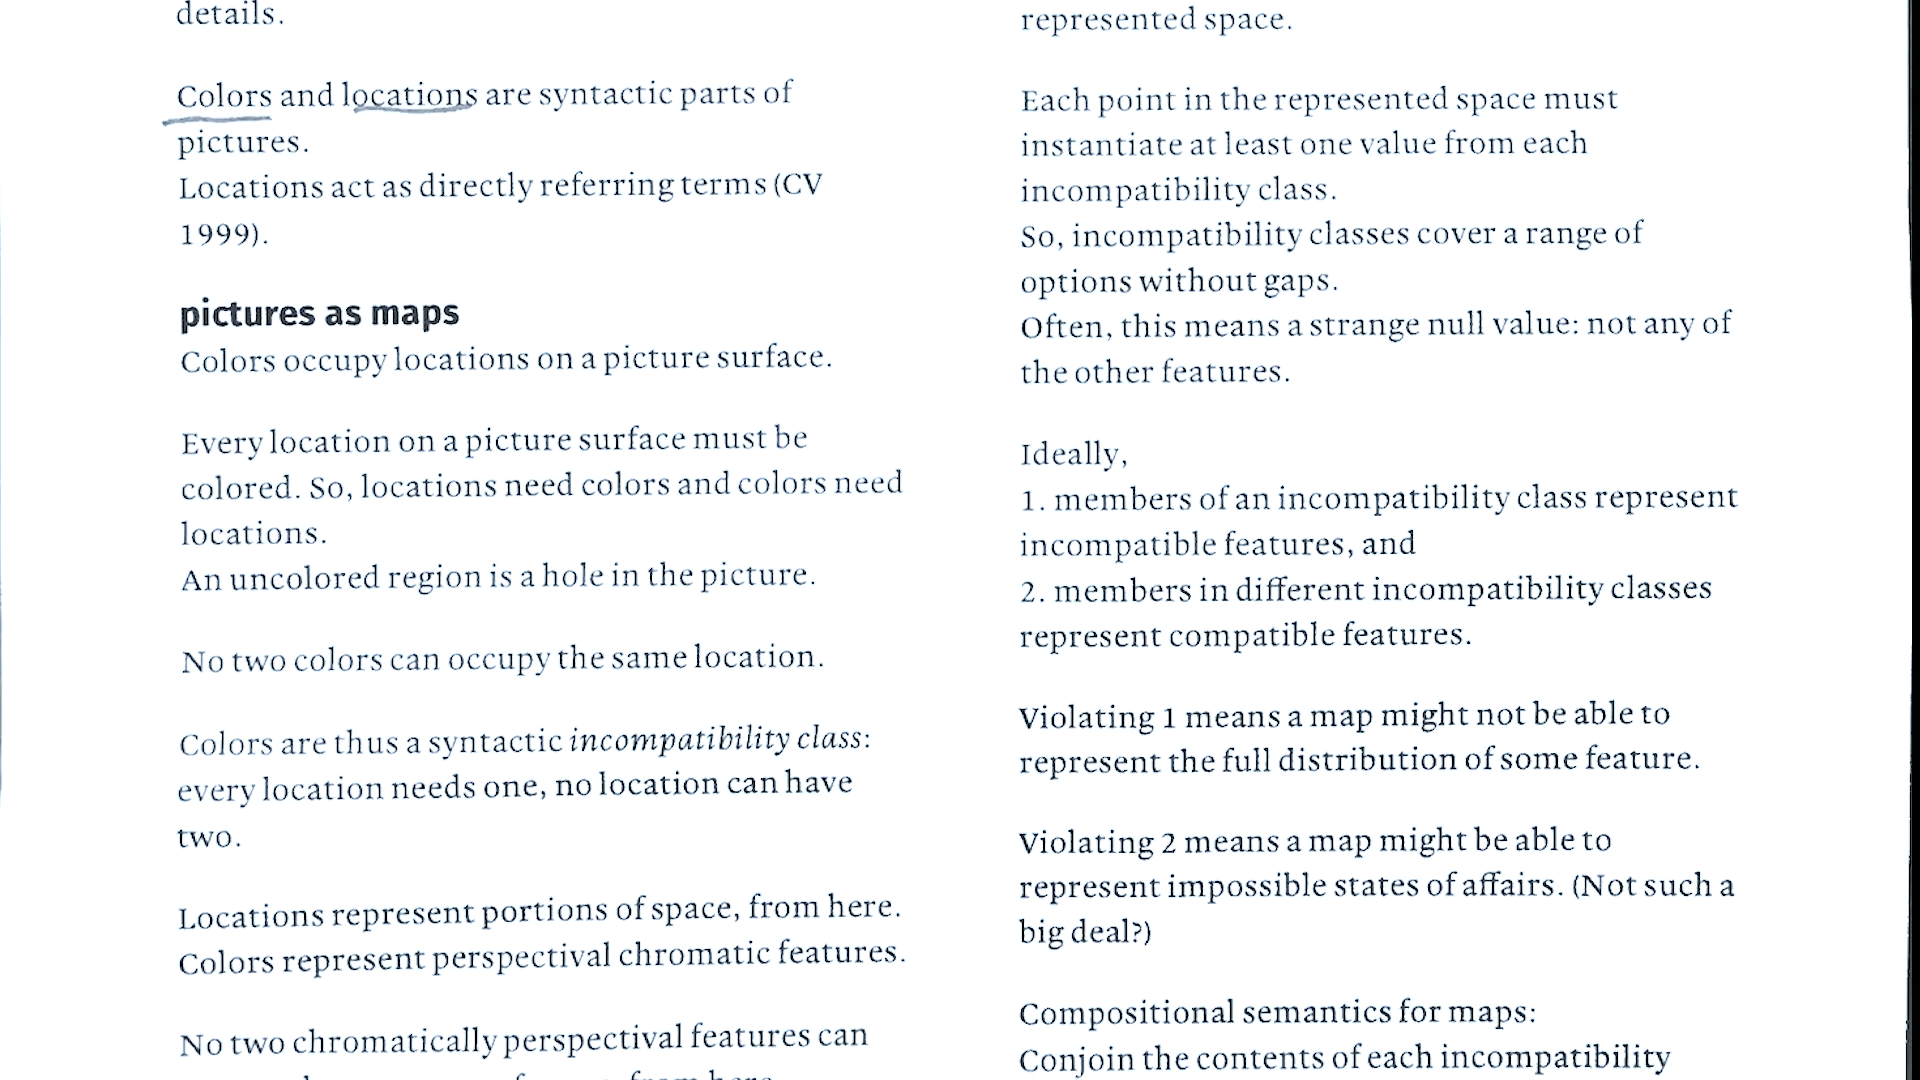 details.
Colors and locations are syntactic parts of
pictures.
Locations act as directly referring terms (CV
1999).
pictures as maps
Colors occupy locations on a picture surface.
Every location on a picture surface must be
colored. So, locations need colors and colors need
locations.
An uncolored region is a hole in the picture.
No two colors can occupy the same location.
Colors are thus a syntactic incompatibility class:
every location needs one, no location can have
two.
Locations represent portions of space, from here.
Colors represent perspectival chromatic features.
No two chromatically perspectival features can
from here
represented space.
Each point in the represented space must
instantiate at least one value from each
incompatibility class.
So, incompatibility classes cover a range of
options without gaps.
Often, this means a strange null value: not any of
the other features.
Ideally,
1. members of an incompatibility class represent
incompatible features, and
2. members in different incompatibility classes
represent compatible features.
Violating 1 means a map might not be able to
represent the full distribution of some feature.
Violating 2 means a map might be able to
represent impossible states of affairs. (Not such a
big deal?)
Compositional semantics for maps:
Conjoin the contents of each incompatibility